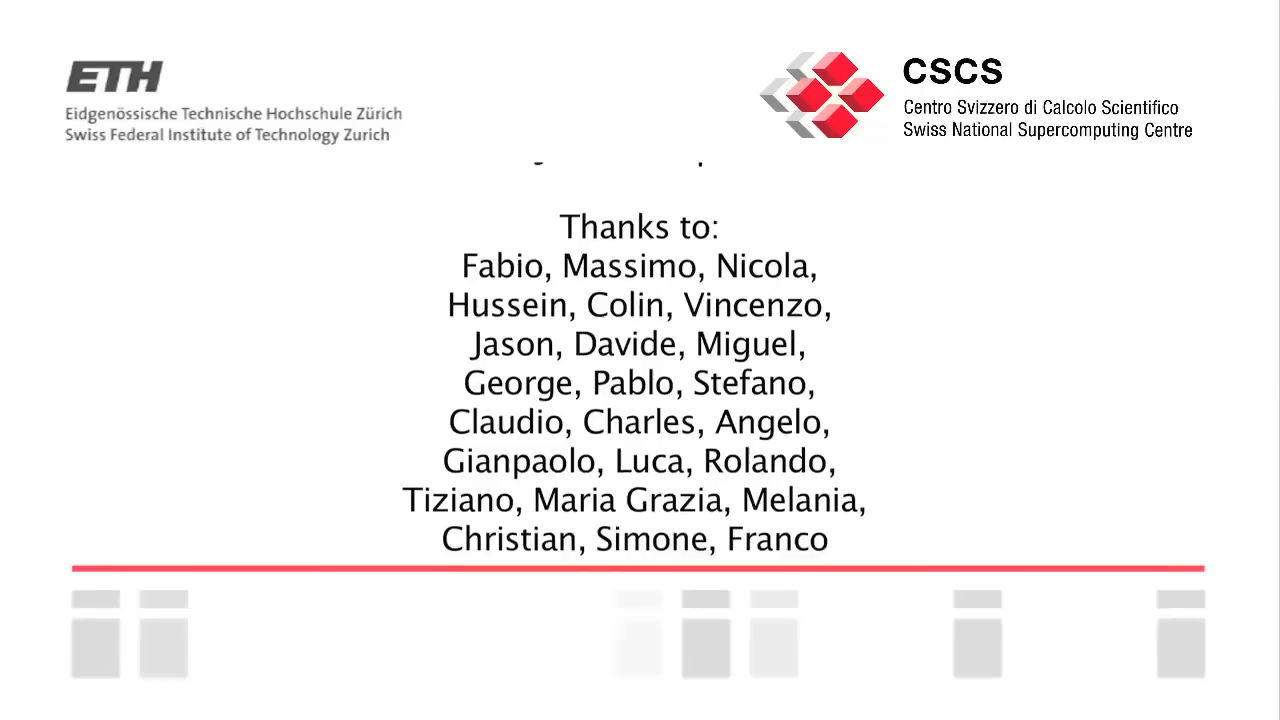 ETH
Eidgenössische Technische Hochschule Zürich
Swiss Federal Institute of Technology Zurich
CSCS
Centro Svizzero di Calcolo Scientifico
Swiss National Supercomputing Centre
Thanks to:
Fabio, Massimo, Nicola,
Hussein, Colin, Vincenzo,
Jason, Davide, Miguel,
George, Pablo, Stefano,
Claudio, Charles, Angelo,
Gianpaolo, Luca, Rolando,
Tiziano, Maria Grazia, Melania,
Christian, Simone, Franco